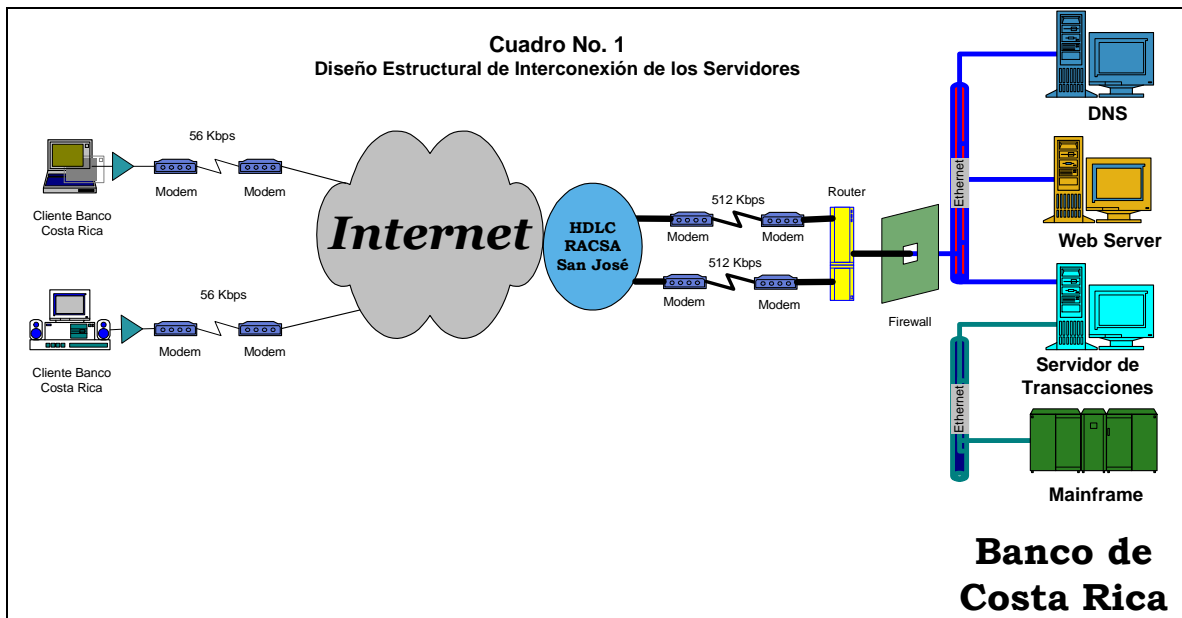 Cuadro No. 1
Diseño Estructural de Interconexión de los Servidores
56 Kbps
Modem
Modem
Cliente Banco
Costa Rica
56 Kbps
Modem
Modem
Cliente Banco
Costa Rica
Internet
HDLC
RACSA
San José
512 Kbps
Modem
Modem
512 Kbps
Modem
Modem
Router
Firewall
Ethernet
DNS
Web Server
Servidor de
Transacciones
Ethernet
Mainframe
Banco de
Costa Rica